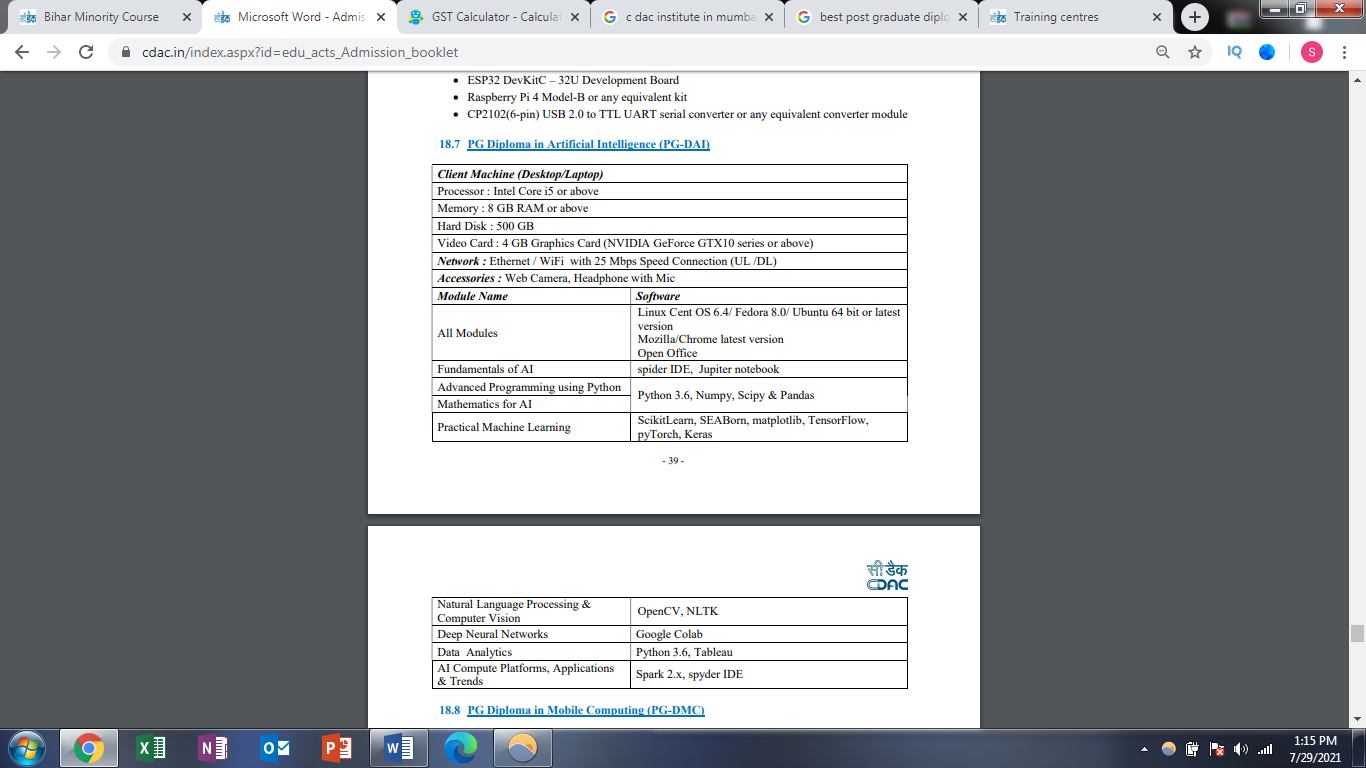 Bihar Minority Course
Microsoft Word - Admis
GST Calculator - Calculat
c dac institute in mumba
best post graduate diplo
Training centres
cdac.in/index.aspx?id=edu_acts_Admission_booklet
IQ
S
• ESP32 DevKitC – 32U Development Board
• Raspberry Pi 4 Model-B or any equivalent kit
• CP2102(6-pin) USB 2.0 to TTL UART serial converter or any equivalent converter module
18.7 PG Diploma in Artificial Intelligence (PG-DAI)
Client Machine (Desktop/Laptop)
Processor : Intel Core i5 or above
Memory : 8 GB RAM or above
Hard Disk : 500 GB
Video Card : 4 GB Graphics Card (NVIDIA GeForce GTX10 series or above)
Network : Ethernet / WiFi with 25 Mbps Speed Connection (UL /DL)
Accessories : Web Camera, Headphone with Mic
Module Name Software
All Modules
Linux Cent OS 6.4/ Fedora 8.0/ Ubuntu 64 bit or latest
version
Mozilla/Chrome latest version
Open Office
Fundamentals of AI spider IDE, Jupiter notebook
Advanced Programming using Python
Mathematics for AI
Python 3.6, Numpy, Scipy & Pandas
Practical Machine Learning
ScikitLearn, SEABorn, matplotlib, TensorFlow,
pyTorch, Keras
- 39 -
सी डैक
CDAC
Natural Language Processing &
Computer Vision
OpenCV, NLTK
Deep Neural Networks Google Colab
Data Analytics Python 3.6, Tableau
AI Compute Platforms, Applications
& Trends
Spark 2.x, spyder IDE
18.8 PG Diploma in Mobile Computing (PG-DMC)
1:15 PM
7/29/2021